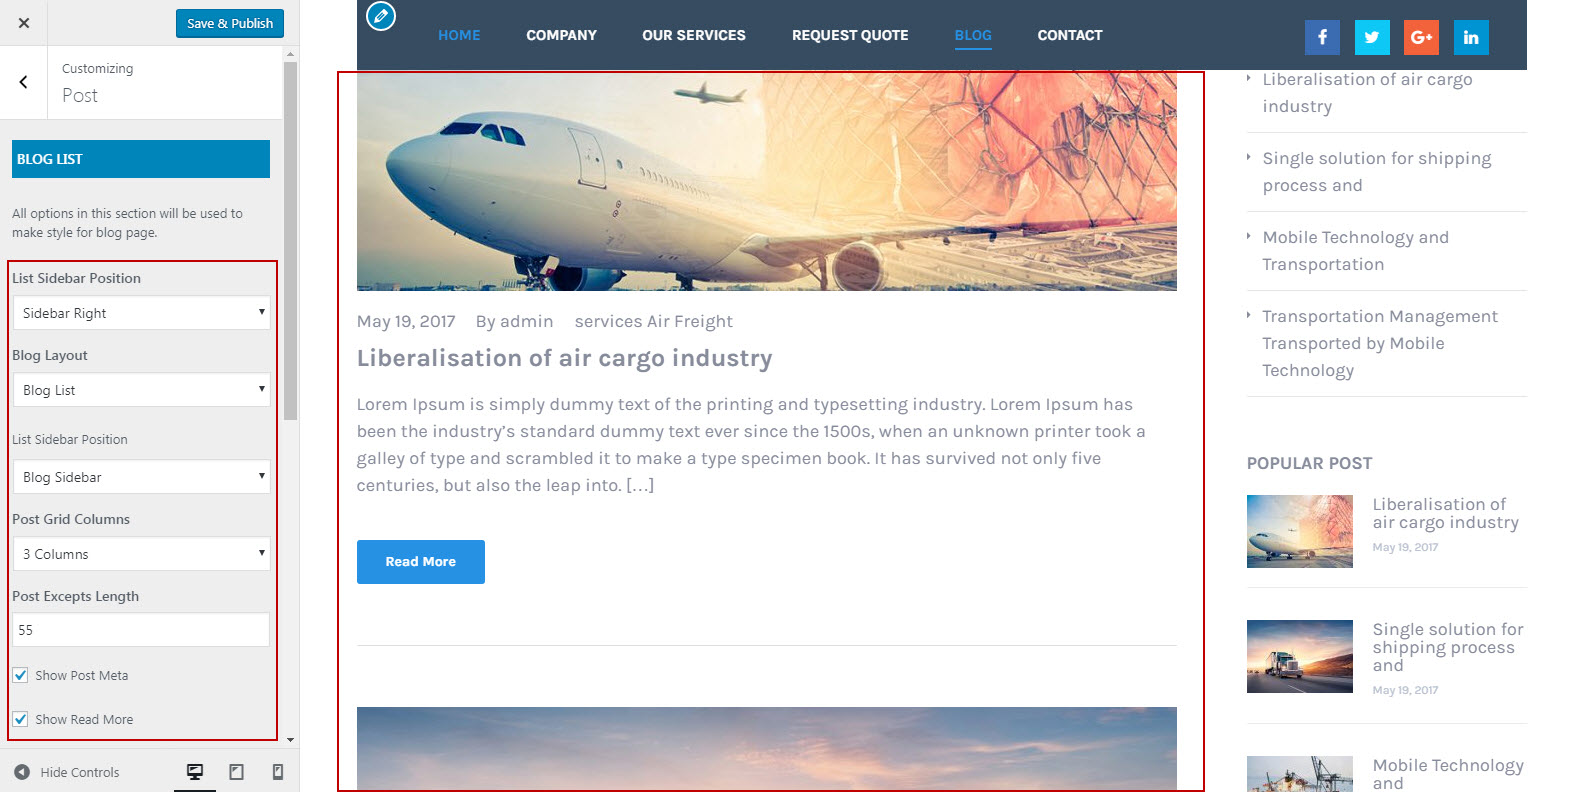 Save & Publish
Customizing
Post
BLOG LIST
All options in this section will be used to
make style for blog page.
List Sidebar Position
Sidebar Right
Blog Layout
Blog List
List Sidebar Position
Blog Sidebar
Post Grid Columns
3 Columns
Post Excepts Length
55
Show Post Meta
Show Read More
Hide Controls
HOME COMPANY OUR SERVICES REQUEST QUOTE BLOG CONTACT
f G+ in
May 19, 2017 By admin services Air Freight
Liberalisation of air cargo industry
Lorem Ipsum is simply dummy text of the printing and typesetting industry. Lorem Ipsum has
been the industry’s standard dummy text ever since the 1500s, when an unknown printer took a
galley of type and scrambled it to make a type specimen book. It has survived not only five
centuries, but also the leap into. […]
Read More
Liberalisation of air cargo
industry
Single solution for shipping
process and
Mobile Technology and
Transportation
Transportation Management
Transported by Mobile
Technology
POPULAR POST
Liberalisation of
air cargo industry
May 19, 2017
Single solution for
shipping process
and
May 19, 2017
Mobile Technology
and